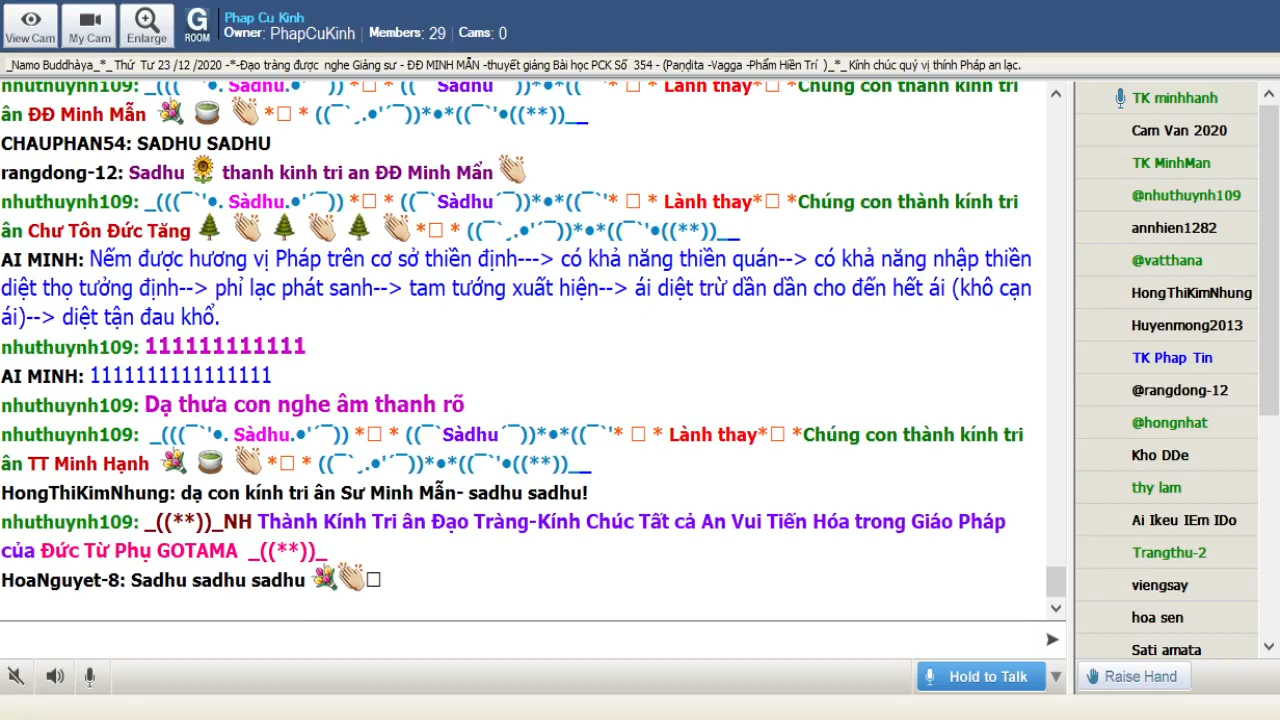 View Cam
My Cam
Enlarge
G
ROOM
Phap Cu Kinh
Owner: PhapCuKinh | Members: 29 | Cams: 0
_Namo Buddhàya_*_ Thứ Tư 23 /12 /2020 -*-Đạo tràng được nghe Giảng sư - ĐĐ MINH MẪN -thuyết giảng Bài học PCK Số 354 - (Paṇḍita -Vagga -Phẩm Hiền Trí )_*_ Kính chúc quý vị thính Pháp an lạc.
nhuthuynh109: _(((¯`'•. Sàdhu.•'´¯)) *□ * ((¯`Sàdhu´¯))*•*((¯`'* □ * Lành thay*□ *Chúng con thành kính tri
ân ĐĐ Minh Mẫn *□ * ((¯`¸.•'´¯))*•*((¯`'•((**))__
CHAUPHAN54: SADHU SADHU
rangdong-12: Sadhu thanh kinh tri an ĐĐ Minh Mẩn
nhuthuynh109: _(((¯`'•. Sàdhu.•'´¯)) *□ * ((¯`Sàdhu´¯))*•*((¯`'* □ * Lành thay*□ *Chúng con thành kính tri
ân Chư Tôn Đức Tăng *□ * ((¯`¸.•'´¯))*•*((¯`'•((**))__
AI MINH: Nếm được hương vị Pháp trên cơ sở thiền định---> có khả năng thiền quán--> có khả năng nhập thiền
diệt thọ tưởng định--> phỉ lạc phát sanh--> tam tướng xuất hiện--> ái diệt trừ dần dần cho đến hết ái (khô cạn
ái)--> diệt tận đau khổ.
nhuthuynh109: 111111111111
AI MINH: 1111111111111111
nhuthuynh109: Dạ thưa con nghe âm thanh rõ
nhuthuynh109: _(((¯`'•. Sàdhu.•'´¯)) *□ * ((¯`Sàdhu´¯))*•*((¯`'* □ * Lành thay*□ *Chúng con thành kính tri
ân TT Minh Hạnh *□ * ((¯`¸.•'´¯))*•*((¯`'•((**))__
HongThiKimNhung: dạ con kính tri ân Sư Minh Mẫn- sadhu sadhu!
nhuthuynh109: _((**))_NH Thành Kính Tri ân Đạo Tràng-Kính Chúc Tất cả An Vui Tiến Hóa trong Giáo Pháp
của Đức Từ Phụ GOTAMA _((**))_
HoaNguyet-8: Sadhu sadhu sadhu □
Hold to Talk
TK minhhanh
Cam Van 2020
TK MinhMan
@nhuthuynh109
annhien1282
@vatthana
HongThiKimNhung
Huyenmong2013
TK Phap Tin
@rangdong-12
@hongnhat
Kho DDe
thy lam
Ai Ikeu IEm IDo
Trangthu-2
viengsay
hoa sen
Sati amata
Raise Hand